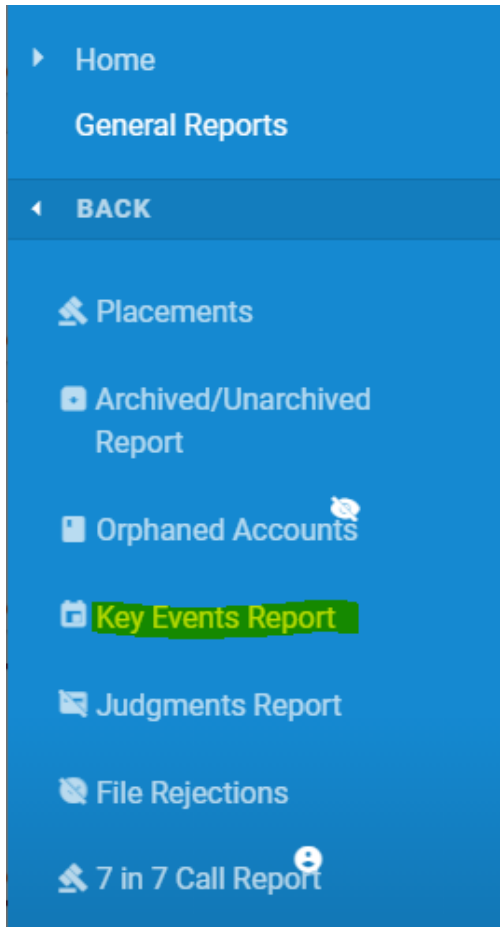 Home
General Reports
BACK
Placements
Archived/Unarchived
Report
Orphaned Accounts
Key Events Report
Judgments Report
File Rejections
7 in 7 Call Report